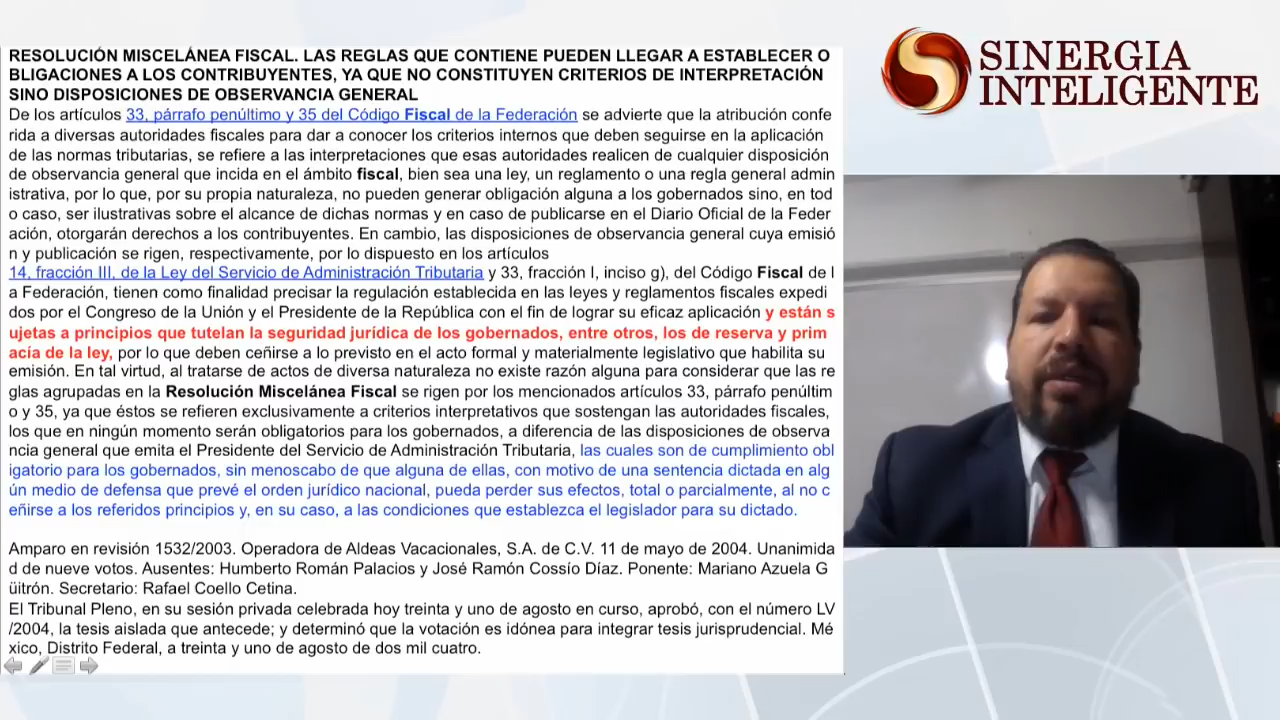 RESOLUCIÓN MISCELÁNEA FISCAL. LAS REGLAS QUE CONTIENE PUEDEN LLEGAR A ESTABLECER O
BLIGACIONES A LOS CONTRIBUYENTES, YA QUE NO CONSTITUYEN CRITERIOS DE INTERPRETACIÓN
SINO DISPOSICIONES DE OBSERVANCIA GENERAL
De los artículos 33, párrafo penúltimo y 35 del Código Fiscal de la Federación se advierte que la atribución confe
rida a diversas autoridades fiscales para dar a conocer los criterios internos que deben seguirse en la aplicación
de las normas tributarias, se refiere a las interpretaciones que esas autoridades realicen de cualquier disposición
de observancia general que incida en el ámbito fiscal, bien sea una ley, un reglamento o una regla general admin
istrativa, por lo que, por su propia naturaleza, no pueden generar obligación alguna a los gobernados sino, en tod
o caso, ser ilustrativas sobre el alcance de dichas normas y en caso de publicarse en el Diario Oficial de la Feder
ación, otorgarán derechos a los contribuyentes. En cambio, las disposiciones de observancia general cuya emisió
n y publicación se rigen, respectivamente, por lo dispuesto en los artículos
14, fracción III, de la Ley del Servicio de Administración Tributaria y 33, fracción I, inciso g), del Código Fiscal de l
a Federación, tienen como finalidad precisar la regulación establecida en las leyes y reglamentos fiscales expedi
dos por el Congreso de la Unión y el Presidente de la República con el fin de lograr su eficaz aplicación y están s
ujetas a principios que tutelan la seguridad jurídica de los gobernados, entre otros, los de reserva y prim
acía de la ley, por lo que deben ceñirse a lo previsto en el acto formal y materialmente legislativo que habilita su
emisión. En tal virtud, al tratarse de actos de diversa naturaleza no existe razón alguna para considerar que las re
glas agrupadas en la Resolución Miscelánea Fiscal se rigen por los mencionados artículos 33, párrafo penúltim
o y 35, ya que éstos se refieren exclusivamente a criterios interpretativos que sostengan las autoridades fiscales,
los que en ningún momento serán obligatorios para los gobernados, a diferencia de las disposiciones de observa
ncia general que emita el Presidente del Servicio de Administración Tributaria, las cuales son de cumplimiento obl
igatorio para los gobernados, sin menoscabo de que alguna de ellas, con motivo de una sentencia dictada en alg
ún medio de defensa que prevé el orden jurídico nacional, pueda perder sus efectos, total o parcialmente, al no c
eñirse a los referidos principios y, en su caso, a las condiciones que establezca el legislador para su dictado.
Amparo en revisión 1532/2003. Operadora de Aldeas Vacacionales, S.A. de C.V. 11 de mayo de 2004. Unanimida
d de nueve votos. Ausentes: Humberto Román Palacios y José Ramón Cossío Díaz. Ponente: Mariano Azuela G
üitrón. Secretario: Rafael Coello Cetina.
El Tribunal Pleno, en su sesión privada celebrada hoy treinta y uno de agosto en curso, aprobó, con el número LV
/2004, la tesis aislada que antecede; y determinó que la votación es idónea para integrar tesis jurisprudencial. Mé
xico, Distrito Federal, a treinta y uno de agosto de dos mil cuatro.
SINERGIA
INTELIGENTE